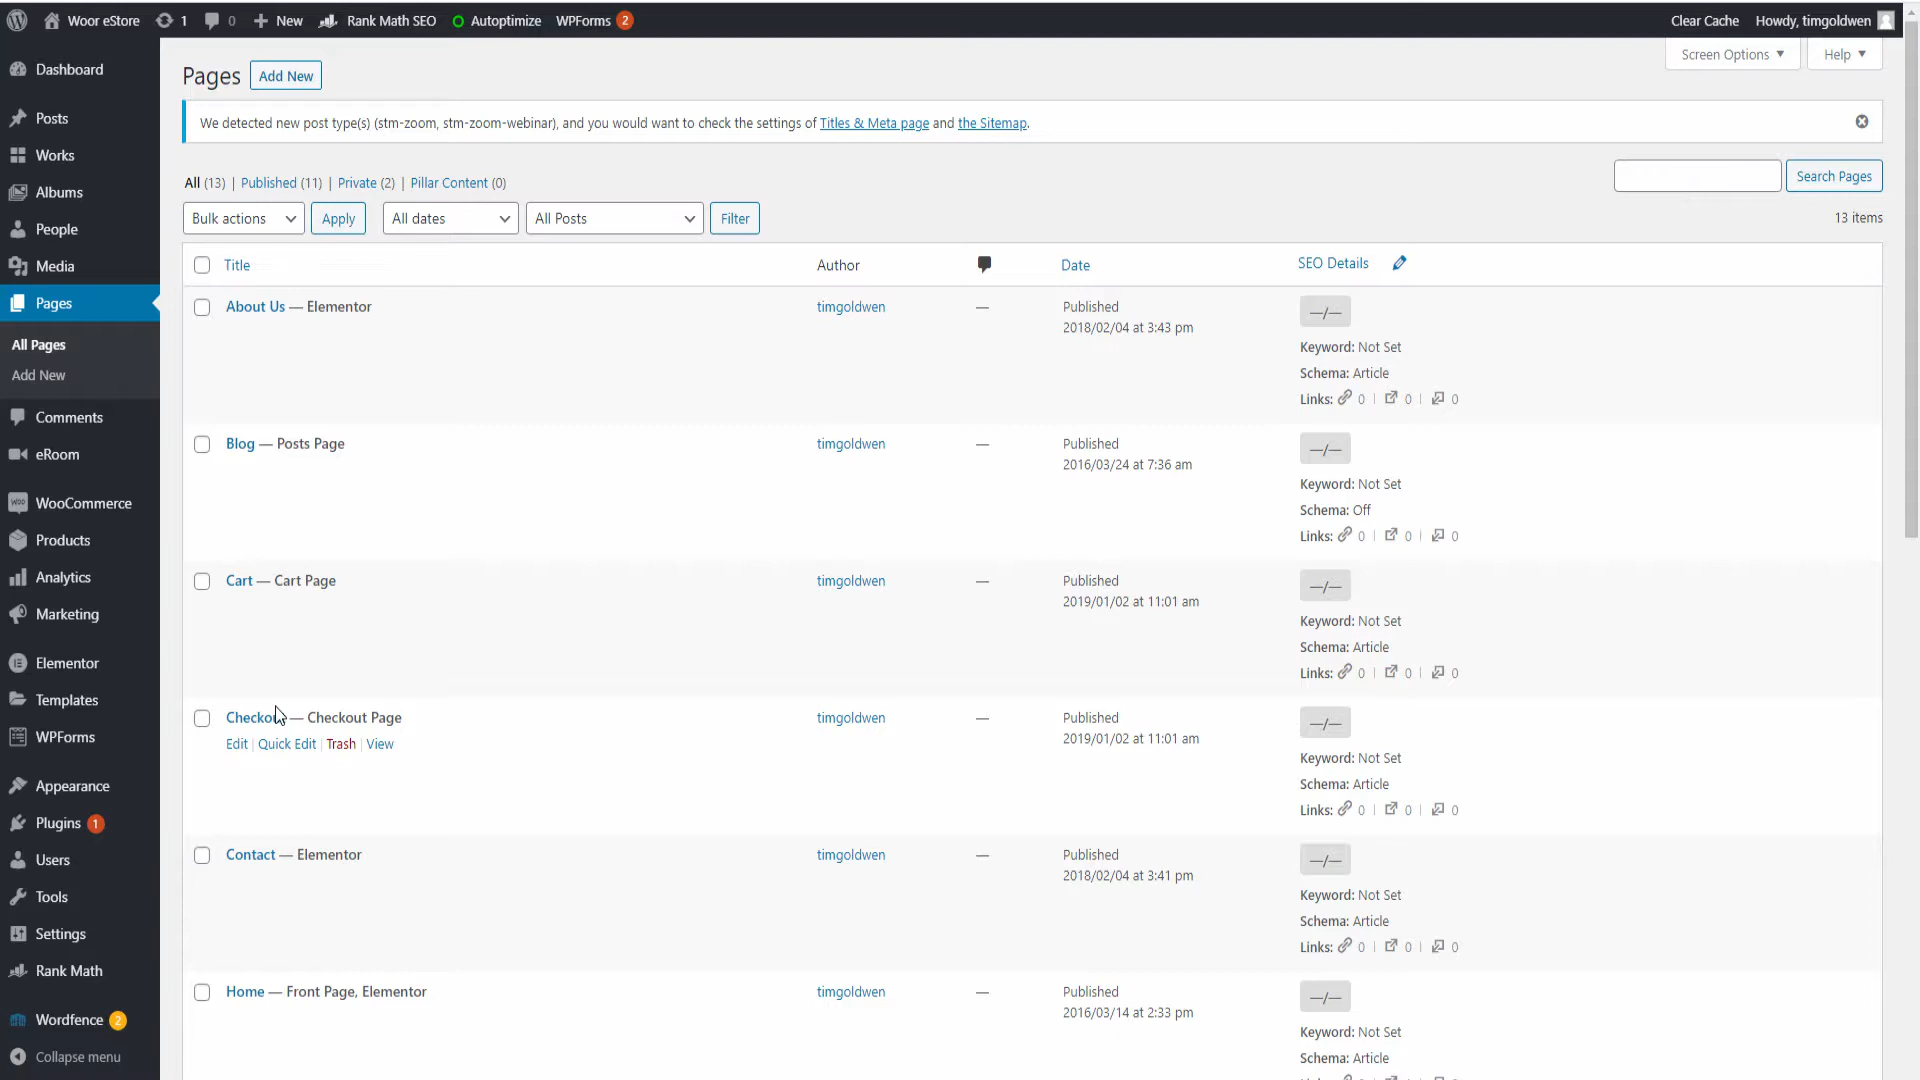 Woor eStore 1 0 New Rank Math SEO Autoptimize WPForms 2 Clear Cache Howdy, timgoldwen
Screen Options Help
Dashboard
Posts
Works
Albums
People
Media
Pages
All Pages
Add New
Comments
eRoom
WooCommerce
Products
Analytics
Marketing
Elementor
Templates
WPForms
Appearance
Plugins 1
Users
Tools
Settings
Rank Math
Wordfence 2
Collapse menu
Pages Add New
We detected new post type(s) (stm-zoom, stm-zoom-webinar), and you would want to check the settings of Titles & Meta page and the Sitemap.
All (13) | Published (11) | Private (2) | Pillar Content (0)
Search Pages
Bulk actions Apply All dates All Posts Filter 13 items
Title Author Date SEO Details
About Us — Elementor timgoldwen — Published
2018/02/04 at 3:43 pm
—/—
Keyword: Not Set
Schema: Article
Links: 0 | 0 | 0
Blog — Posts Page timgoldwen — Published
2016/03/24 at 7:36 am
—/—
Keyword: Not Set
Schema: Off
Links: 0 | 0 | 0
Cart — Cart Page timgoldwen — Published
2019/01/02 at 11:01 am
—/—
Keyword: Not Set
Schema: Article
Links: 0 | 0 | 0
Checkout — Checkout Page timgoldwen — Published
2019/01/02 at 11:01 am
Edit | Quick Edit | Trash | View
—/—
Keyword: Not Set
Schema: Article
Links: 0 | 0 | 0
Contact — Elementor timgoldwen — Published
2018/02/04 at 3:41 pm
—/—
Keyword: Not Set
Schema: Article
Links: 0 | 0 | 0
Home — Front Page, Elementor timgoldwen — Published
2016/03/14 at 2:33 pm
—/—
Keyword: Not Set
Schema: Article